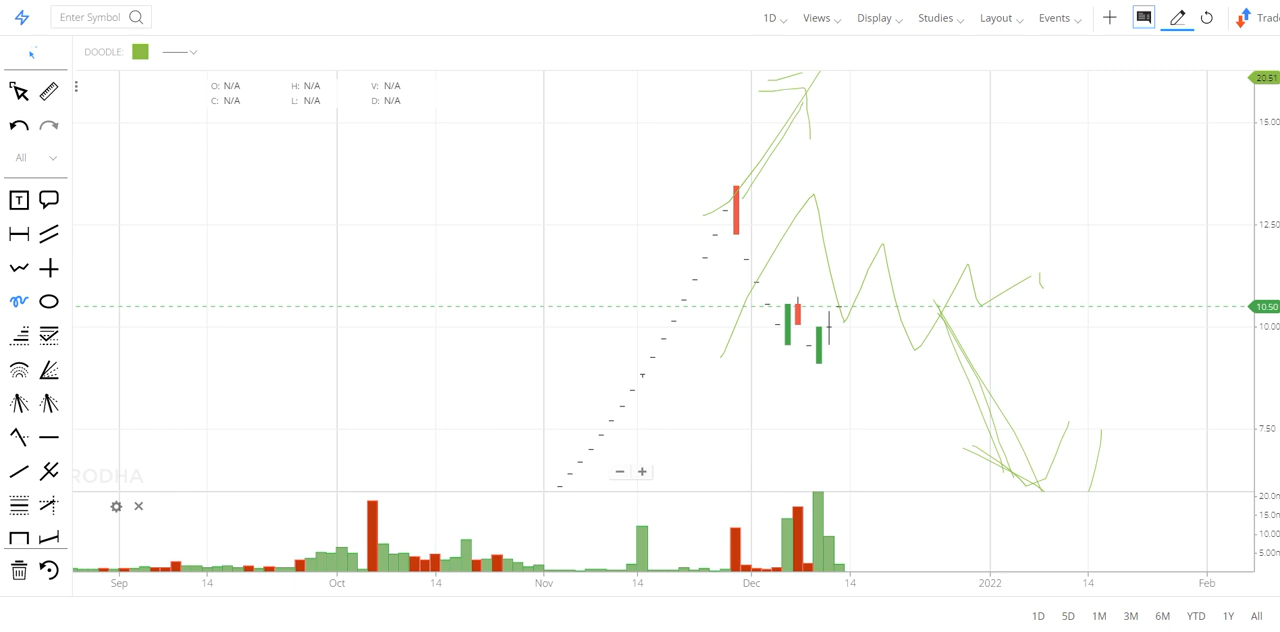 Enter Symbol 1D Views Display Studies Layout Events Trade
DOODLE:
O: N/A H: N/A V: N/A
C: N/A L: N/A D: N/A
20.51
15.00
All
T
12.50
10.50
10.00
7.50
RODHA
20.0m
15.0m
10.00
5.00m
Sep 14 Oct 14 Nov 14 Dec 14 2022 14 Feb
1D 5D 1M 3M 6M YTD 1Y All